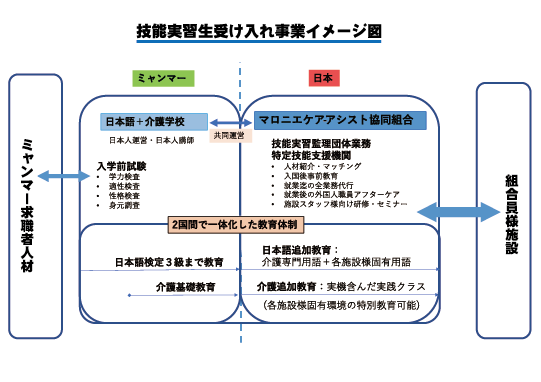 技能実習生受け入れ事業イメージ図
ミャンマー
日本
日本語＋介護学校
共同運営
マロニエケアアシスト協同組合
日本人運営・日本人講師
技能実習監理団体業務
特定技能支援機関
・ 人材紹介・マッチング
・ 入国後事前教育
・ 就業迄の全業務代行
・ 就業後の外国人職員アフターケア
・ 施設スタッフ様向け研修・セミナー
入学前試験
・ 学力検査
・ 適性検査
・ 性格検査
・ 身元調査
ミャンマー求職者人材
組合員様施設
2国間で一体化した教育体制
日本語検定３級まで教育
日本語追加教育：
介護専門用語＋各施設様固有用語
介護基礎教育
介護追加教育：実機含んだ実践クラス
（各施設様固有環境の特別教育可能）